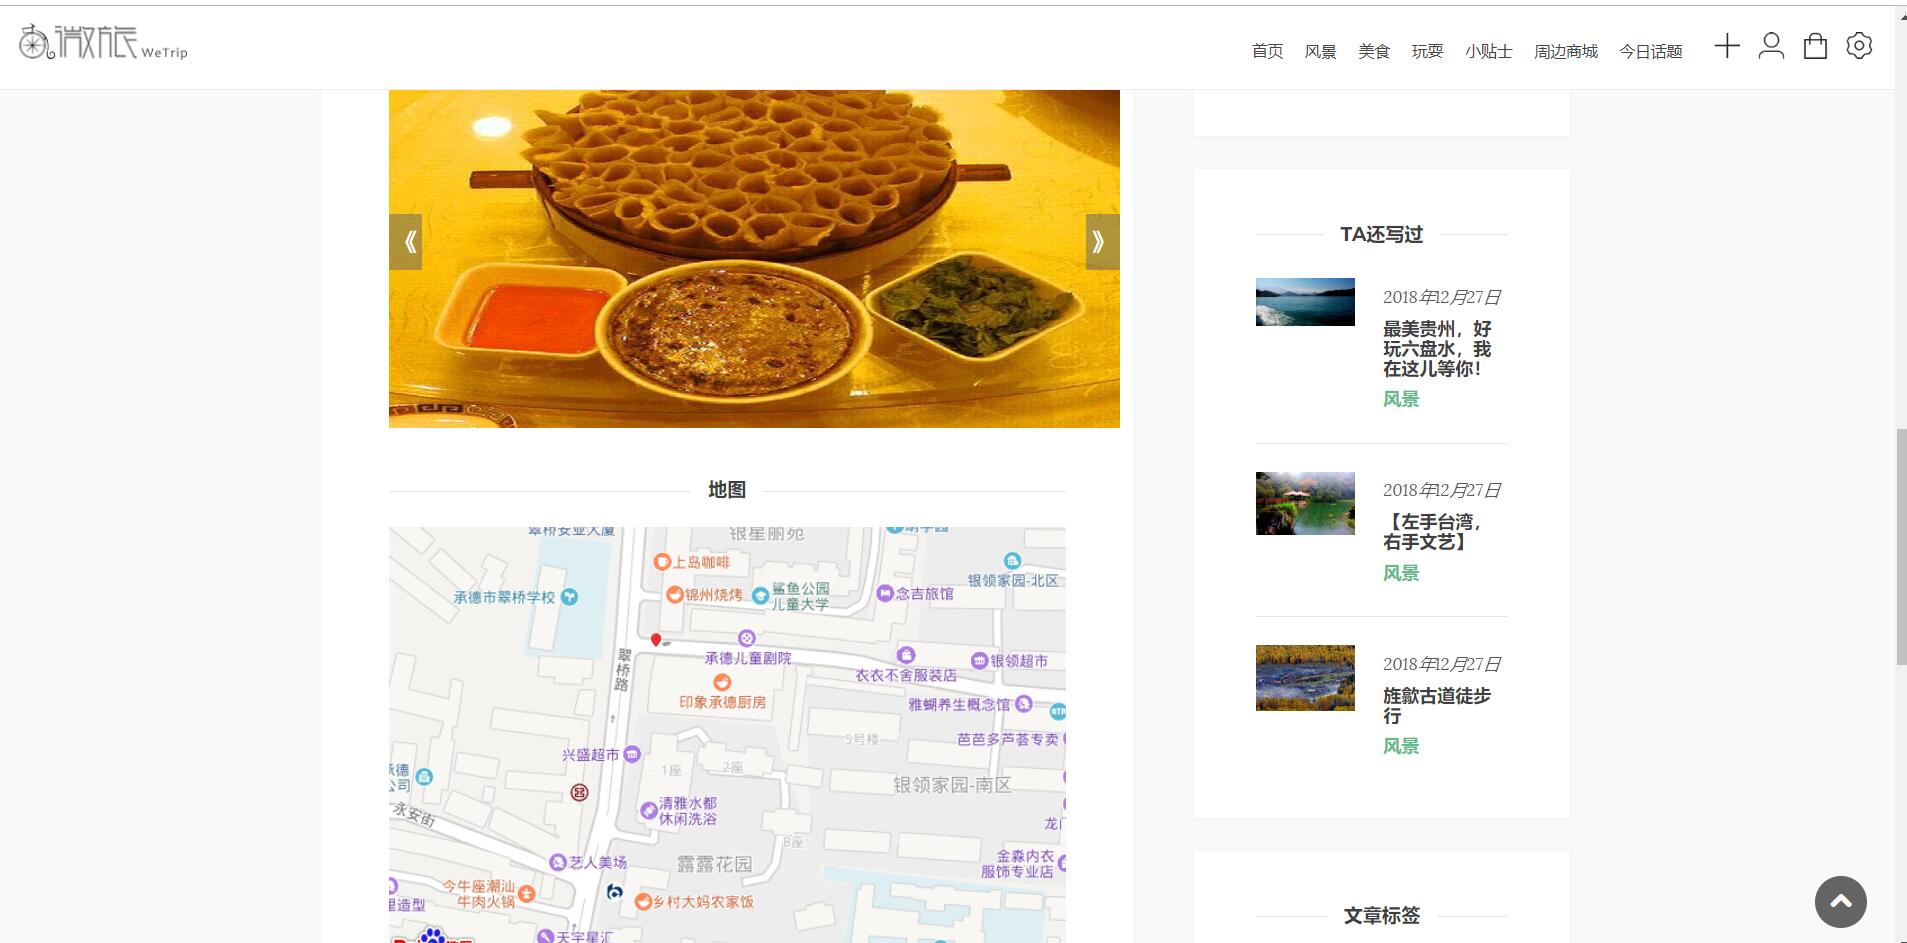 微旅 WeTrip
首页 风景 美食 玩耍 小贴士 周边商城 今日话题
《
》
地图
翠桥安业大厦
银星丽苑
上岛咖啡
银领家园-北区
承德市翠桥学校
锦州烧烤
鲨鱼公园
儿童大学
念吉旅馆
承德儿童剧院
银领超市
翠桥路
衣衣不舍服装店
印象承德厨房
雅蝴养生概念馆
ATM
5号楼
芭芭多芦荟专卖
兴盛超市
1座
2座
承德
公司
银领家园-南区
永安街
清雅水都
休闲洗浴
龙门
B座
艺人美场
露露花园
金淼内衣
服饰专业店
今牛座潮汕
牛肉火锅
里造型
乡村大妈农家饭
天宇星汇
TA还写过
2018年12月27日
最美贵州，好
玩六盘水，我
在这儿等你！
风景
2018年12月27日
【左手台湾，
右手文艺】
风景
2018年12月27日
旌歙古道徒步
行
风景
文章标签